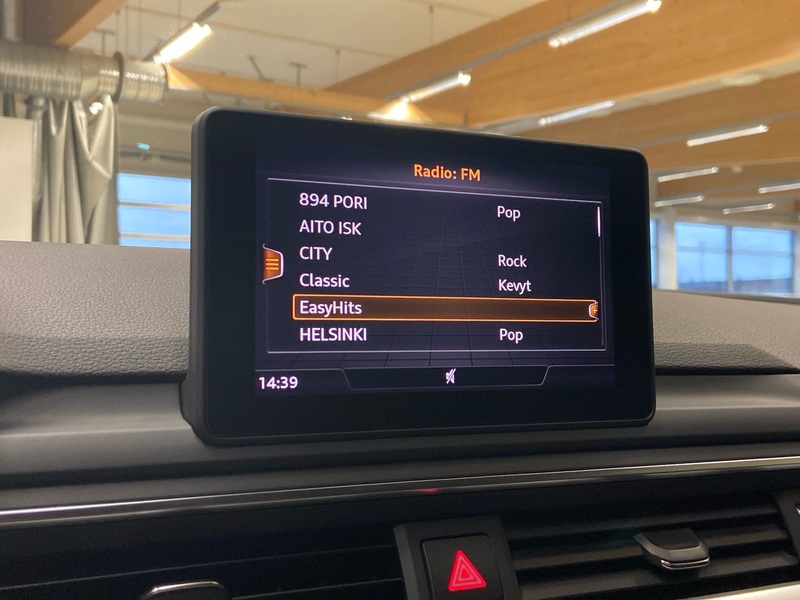 Radio: FM
894 PORI Pop
AITO ISK
CITY Rock
Classic Kevyt
EasyHits
HELSINKI Pop
14:39